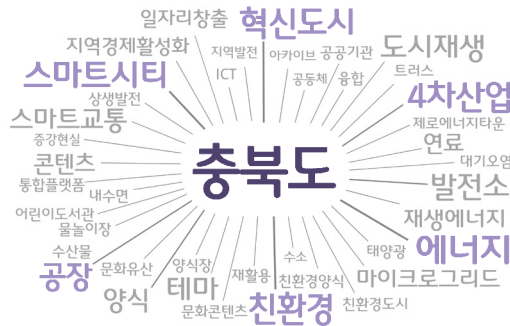 일자리창출
혁신도시
지역경제활성화
지역발전
아카이브
공공기관
도시재생
스마트시티
ICT
공동체
융합
트러스
상생발전
4차산업
스마트교통
제로에너지타운
증강현실
연료
콘텐츠
충북도
대기오염
통합플랫폼
발전소
내수면
어린이도서관
재생에너지
물놀이장
수산물
태양광
에너지
공장
문화유산
양식장
수소
재활용
친환경양식
마이크로그리드
양식
테마
문화콘텐츠
친환경
친환경도시